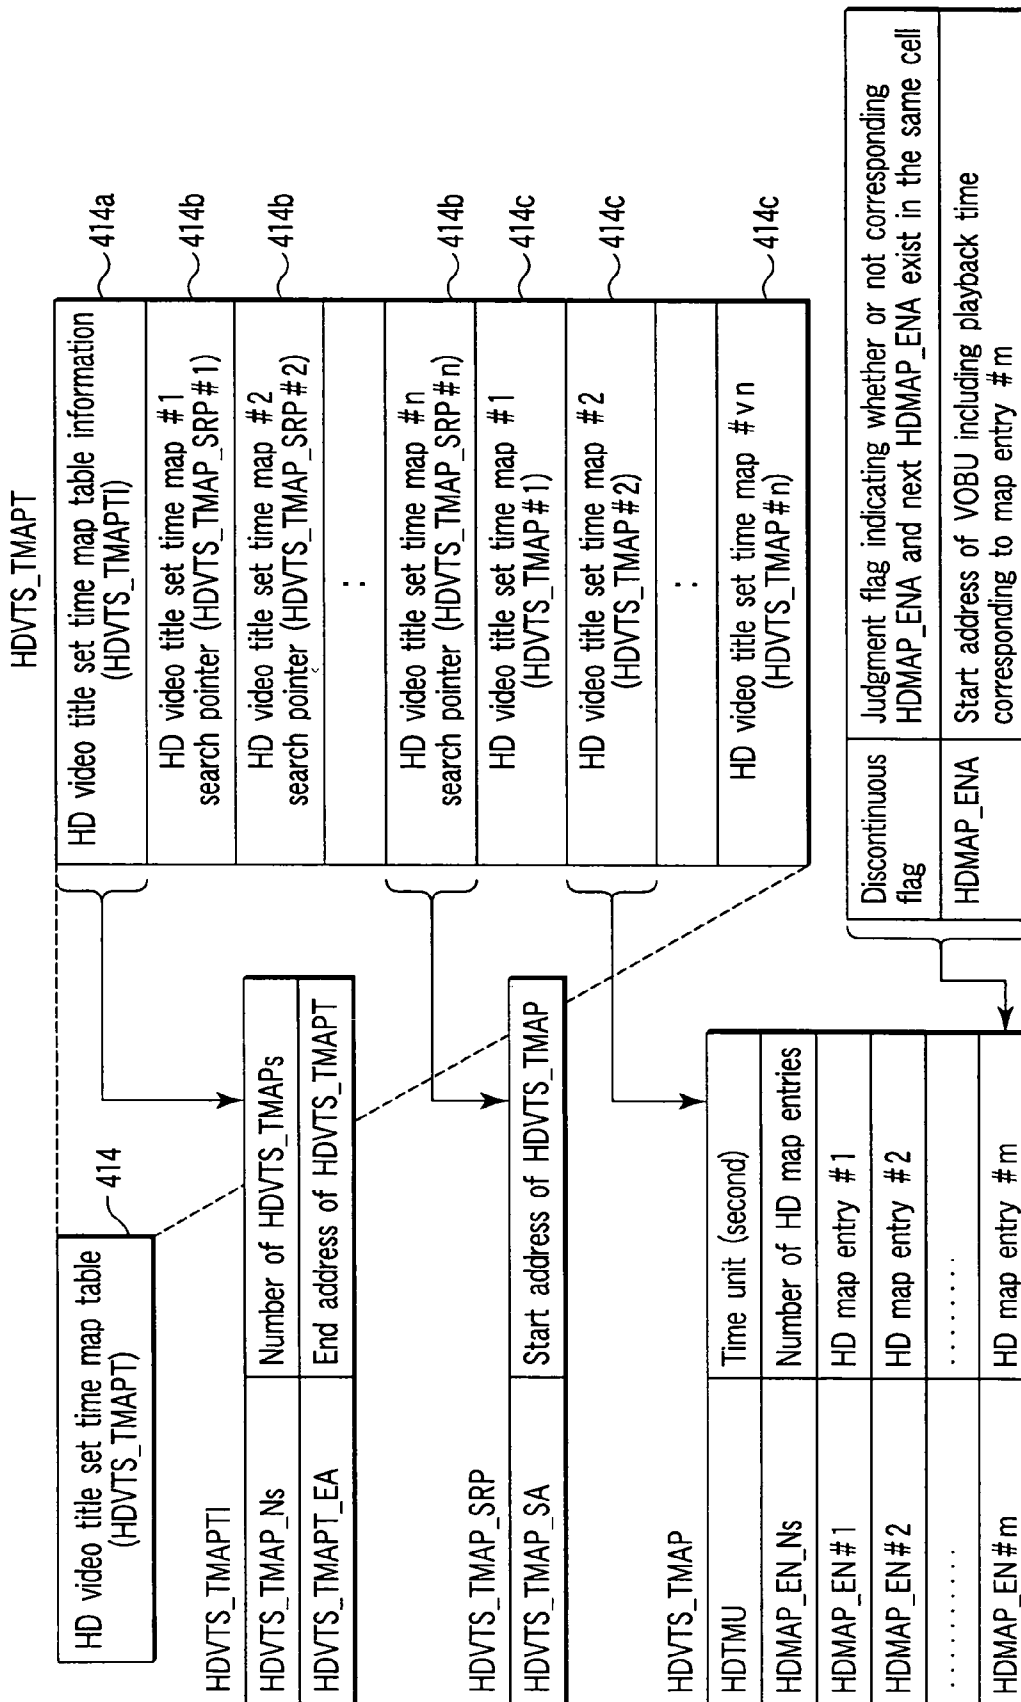 HD video title set time map table
(HDVTS_TMAPT)
414
HDVTS_TMAPT
HD video title set time map table information
(HDVTS_TMAPTI)
414a
HD video title set time map #1
search pointer (HDVTS_TMAP_SRP#1)
414b
HD video title set time map #2
search pointer (HDVTS_TMAP_SRP#2)
414b
:
HD video title set time map #n
search pointer (HDVTS_TMAP_SRP#n)
414b
HD video title set time map #1
(HDVTS_TMAP#1)
414c
HD video title set time map #2
(HDVTS_TMAP#2)
414c
:
HD video title set time map #vn
(HDVTS_TMAP#n)
414c
HDVTS_TMAPTI
HDVTS_TMAP_Ns Number of HDVTS_TMAPs
HDVTS_TMAPT_EA End address of HDVTS_TMAPT
HDVTS_TMAP_SRP
HDVTS_TMAP_SA Start address of HDVTS_TMAP
HDVTS_TMAP
HDTMU Time unit (second)
HDMAP_EN_Ns Number of HD map entries
HDMAP_EN#1 HD map entry #1
HDMAP_EN#2 HD map entry #2
.......... .......
HDMAP_EN#m HD map entry #m
Discontinuous
flag
Judgment flag indicating whether or not corresponding
HDMAP_ENA and next HDMAP_ENA exist in the same cell
HDMAP_ENA
Start address of VOBU including playback time
corresponding to map entry #m